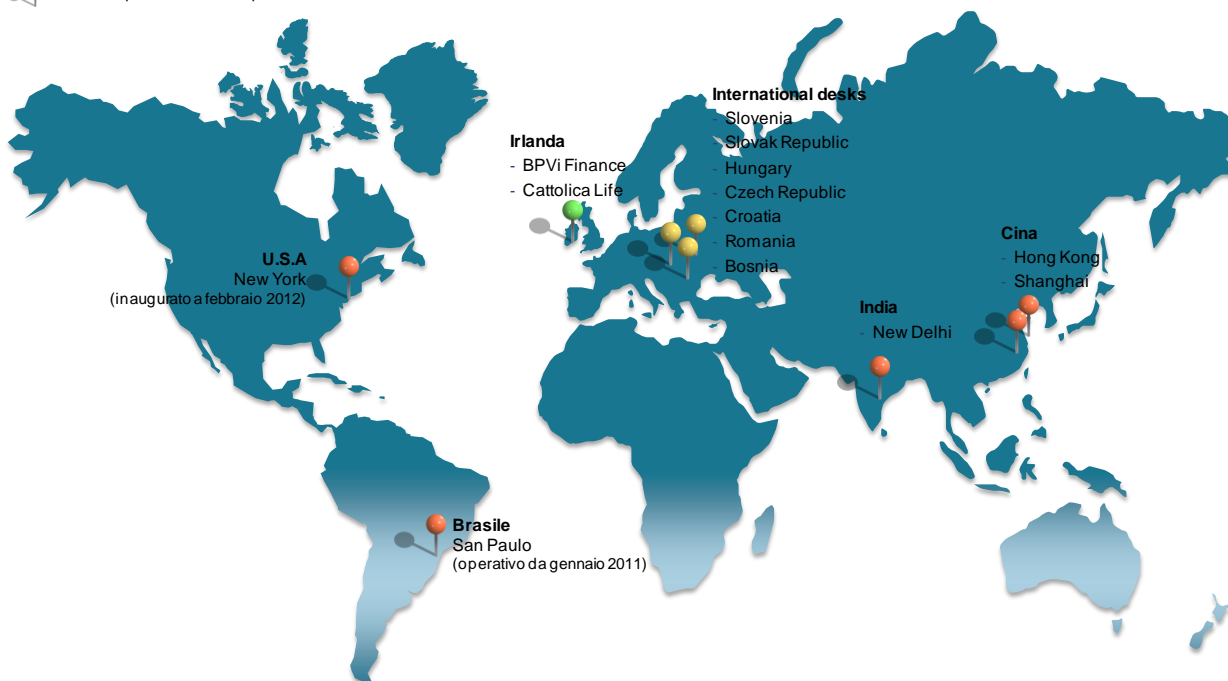 International desks
- Slovenia
- Slovak Republic
- Hungary
- Czech Republic
- Croatia
- Romania
- Bosnia
Irlanda
- BPVi Finance
- Cattolica Life
U.S.A
New York
(inaugurato a febbraio 2012)
Cina
- Hong Kong
- Shanghai
India
- New Delhi
Brasile
San Paulo
(operativo da gennaio 2011)